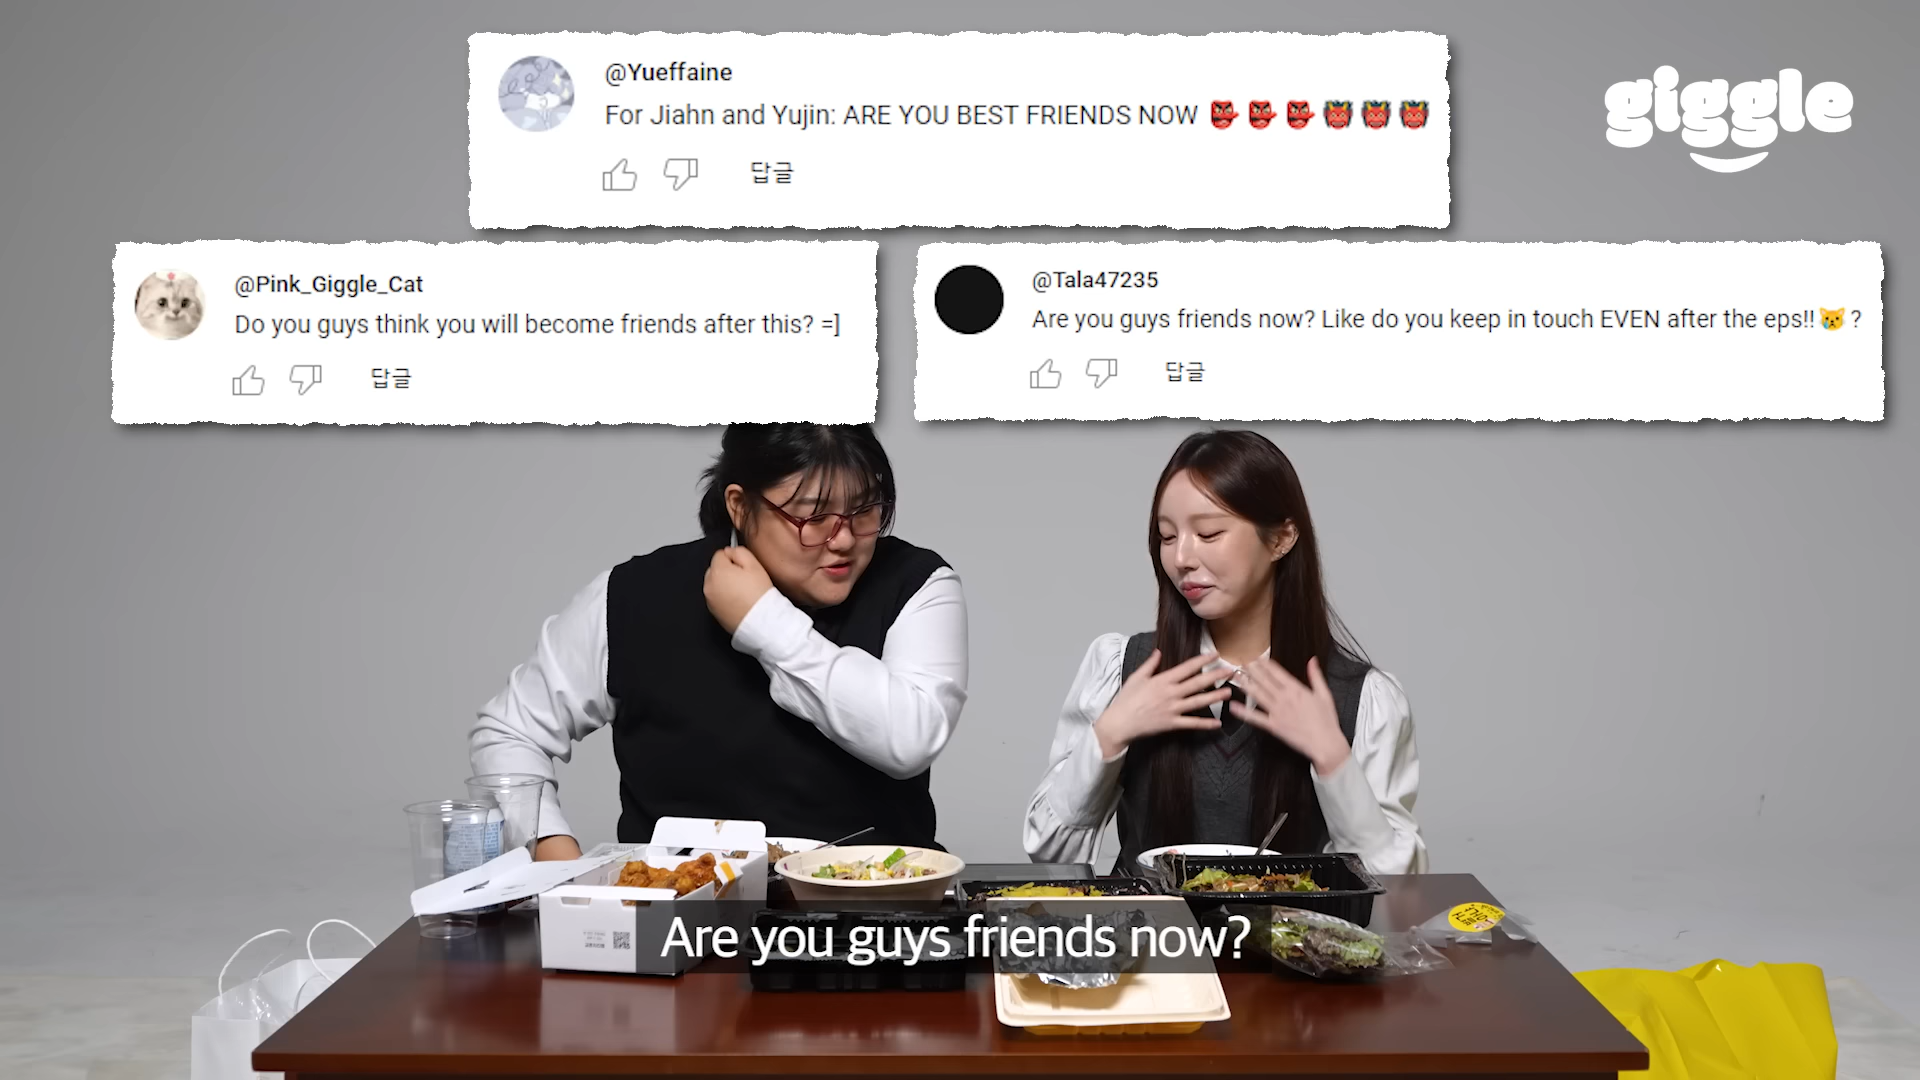 @Yueffaine
For Jiahn and Yujin: ARE YOU BEST FRIENDS NOW 👺👺👺👹👹👹
답글
giggle
@Pink_Giggle_Cat
Do you guys think you will become friends after this? =]
답글
@Tala47235
Are you guys friends now? Like do you keep in touch EVEN after the eps!!😿?
답글
Are you guys friends now?